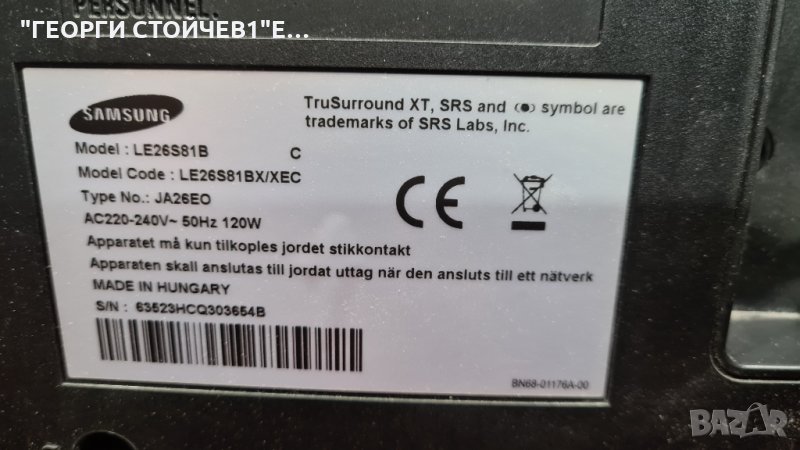 PERSONNEL.
"ГЕОРГИ СТОЙЧЕВ1"Е...
SAMSUNG
TruSurround XT, SRS and (●) symbol are
trademarks of SRS Labs, Inc.
Model : LE26S81B C
Model Code : LE26S81BX/XEC
Type No.: JA26EO
AC220-240V~ 50Hz 120W
Apparatet må kun tilkoples jordet stikkontakt
Apparaten skall anslutas till jordat uttag när den ansluts till ett nätverk
MADE IN HUNGARY
S/N : 63523HCQ303654B
BN68-01176A-00
BAZAR